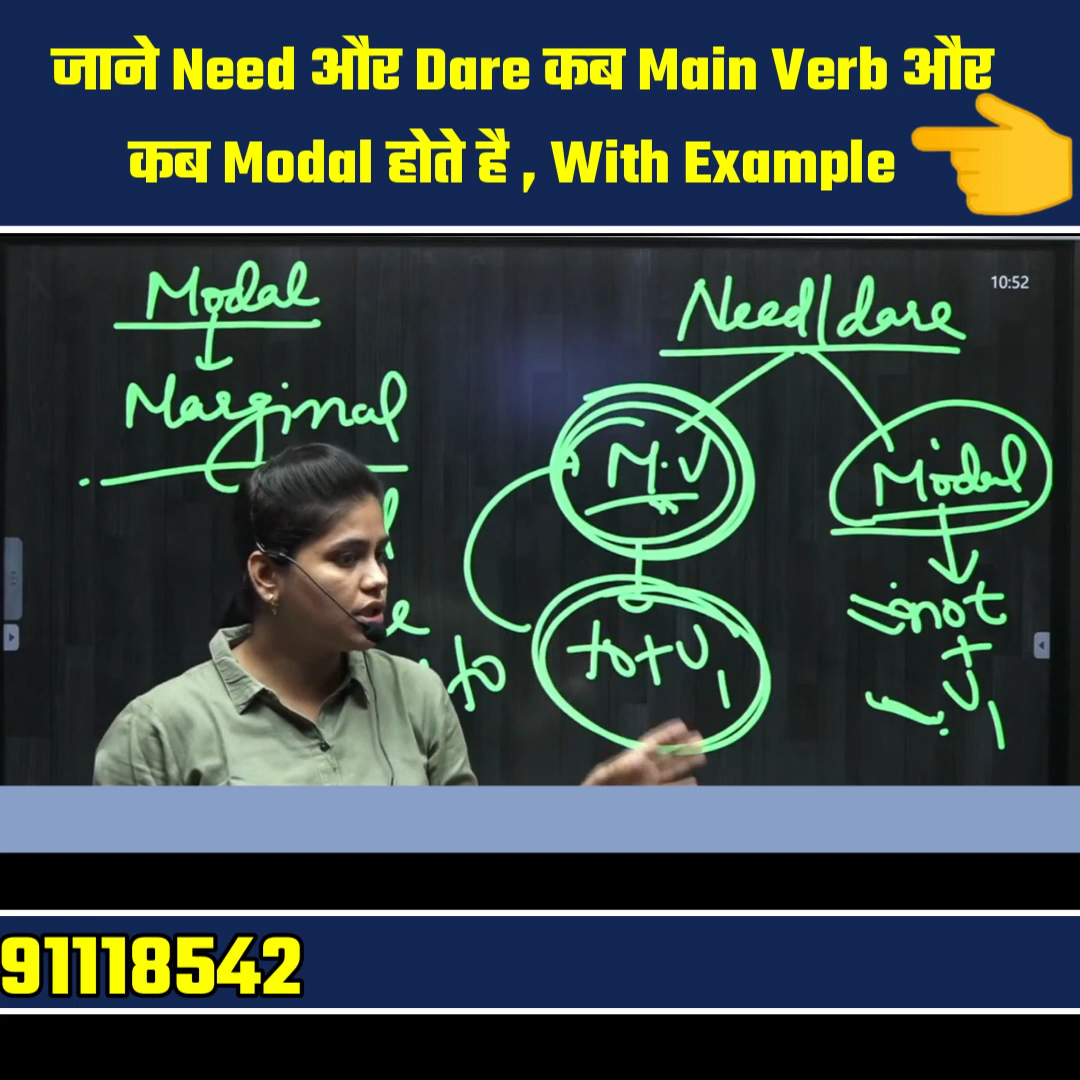 जाने Need और Dare कब Main Verb और
कब Modal होते है , With Example
10:52
Modal
Need/dare
Marginal
M.V
Modal
not
to+V1
+
V1
to
91118542